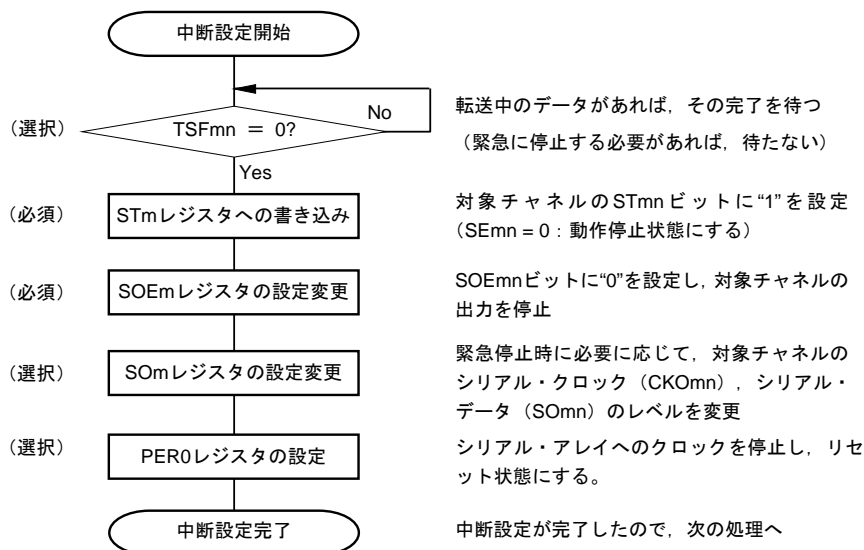 中断設定開始
(選択)
TSFmn = 0?
No
Yes
転送中のデータがあれば,その完了を待つ
(緊急に停止する必要があれば,待たない)
(必須)
STmレジスタへの書き込み
対象チャネルのSTmnビットに“1”を設定
(SEmn = 0:動作停止状態にする)
(必須)
SOEmレジスタの設定変更
SOEmnビットに“0”を設定し,対象チャネルの
出力を停止
(選択)
SOmレジスタの設定変更
緊急停止時に必要に応じて,対象チャネルの
シリアル・クロック(CKOmn),シリアル・
データ(SOmn)のレベルを変更
(選択)
PER0レジスタの設定
シリアル・アレイへのクロックを停止し,リセ
ット状態にする。
中断設定完了
中断設定が完了したので,次の処理へ